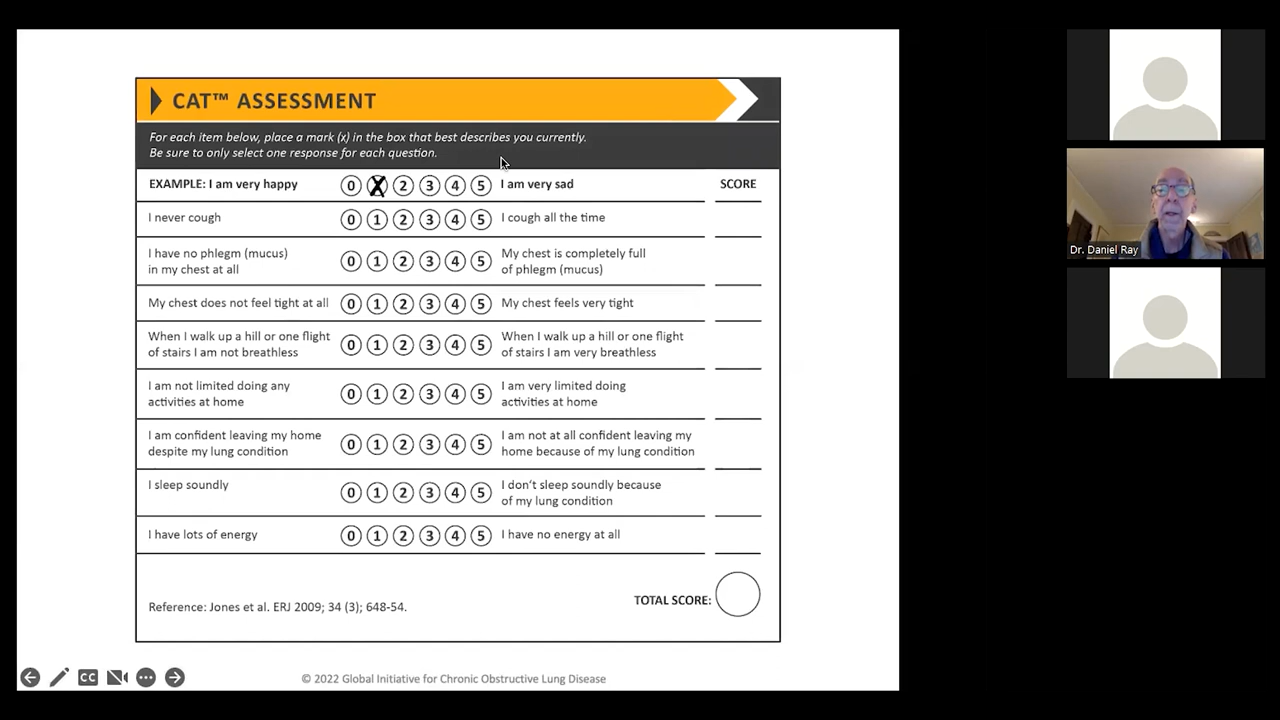 CAT™ ASSESSMENT
For each item below, place a mark (x) in the box that best describes you currently.
Be sure to only select one response for each question.
EXAMPLE: I am very happy 0 X 2 3 4 5 I am very sad SCORE
I never cough 0 1 2 3 4 5 I cough all the time
I have no phlegm (mucus)
in my chest at all
0 1 2 3 4 5
My chest is completely full
of phlegm (mucus)
My chest does not feel tight at all 0 1 2 3 4 5 My chest feels very tight
When I walk up a hill or one flight
of stairs I am not breathless
0 1 2 3 4 5
When I walk up a hill or one flight
of stairs I am very breathless
I am not limited doing any
activities at home
0 1 2 3 4 5
I am very limited doing
activities at home
I am confident leaving my home
despite my lung condition
0 1 2 3 4 5
I am not at all confident leaving my
home because of my lung condition
I sleep soundly
0 1 2 3 4 5
I don't sleep soundly because
of my lung condition
I have lots of energy 0 1 2 3 4 5 I have no energy at all
Reference: Jones et al. ERJ 2009; 34 (3); 648-54.
TOTAL SCORE:
CC
© 2022 Global Initiative for Chronic Obstructive Lung Disease
Dr. Daniel Ray